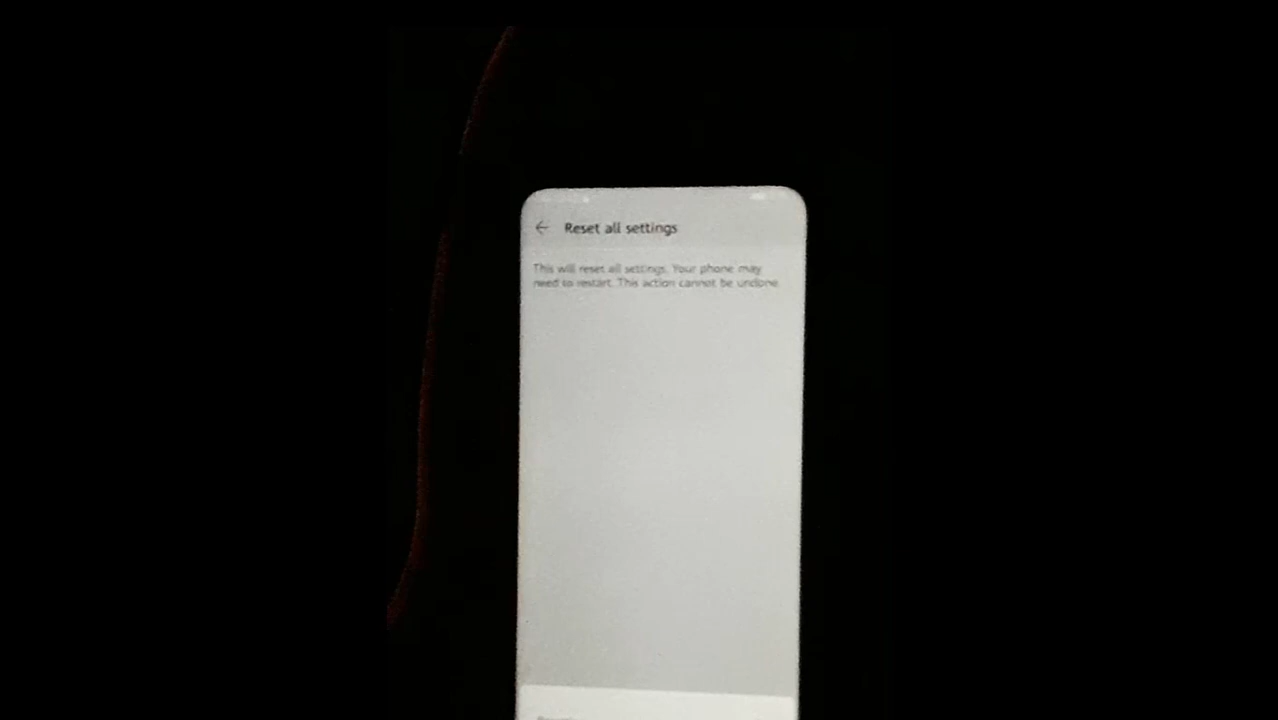 Reset all settings
This will reset all settings. Your phone may
need to restart. This action cannot be undone.